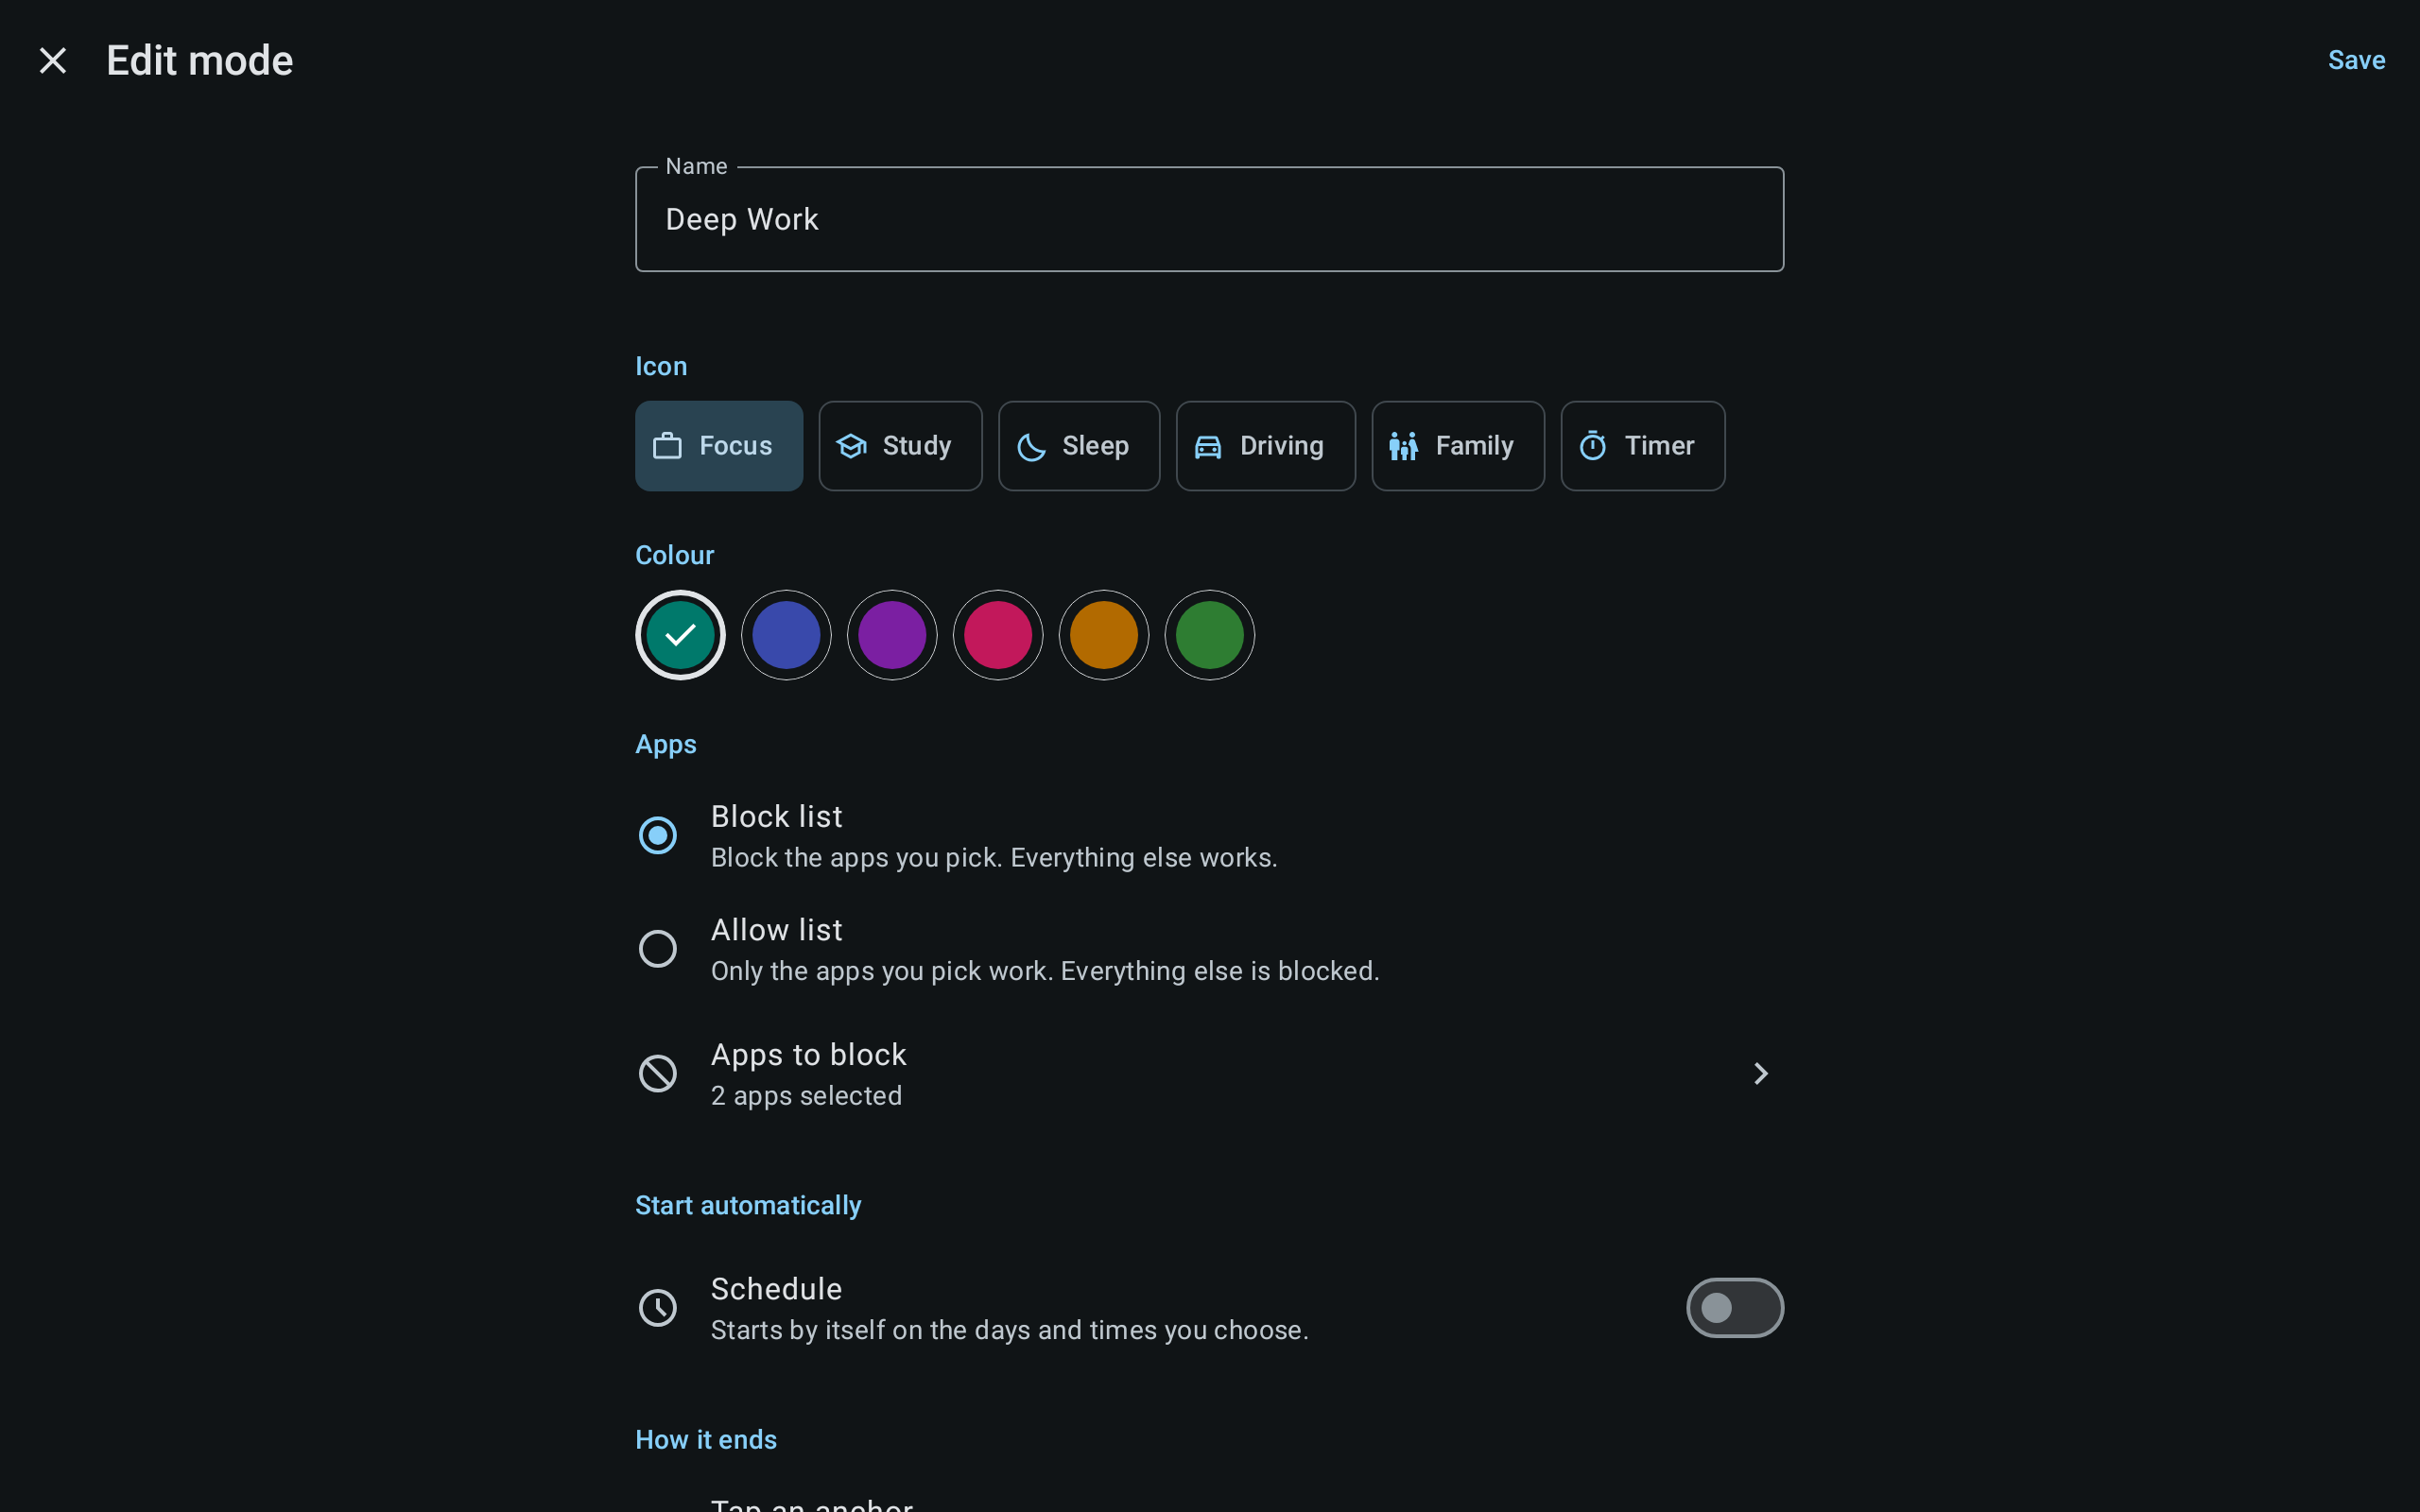 Edit mode
Save
Name
Deep Work
Icon
Focus
Study
Sleep
Driving
Family
Timer
Colour
Apps
Block list
Block the apps you pick. Everything else works.
Allow list
Only the apps you pick work. Everything else is blocked.
Apps to block
2 apps selected
Start automatically
Schedule
Starts by itself on the days and times you choose.
How it ends
Tap an anchor